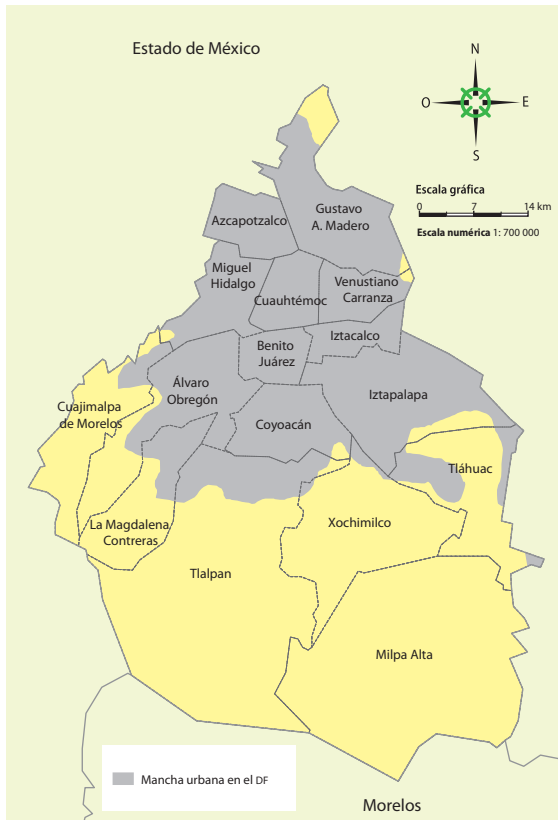 Estado de México
N
O
E
S
Escala gráfica
0 7 14 km
Escala numérica 1: 700 000
Gustavo
A. Madero
Azcapotzalco
Miguel
Hidalgo
Venustiano
Carranza
Cuauhtémoc
Iztacalco
Benito
Juárez
Álvaro
Obregón
Iztapalapa
Cuajimalpa
de Morelos
Coyoacán
Tláhuac
La Magdalena
Contreras
Xochimilco
Tlalpan
Milpa Alta
Mancha urbana en el DF
Morelos